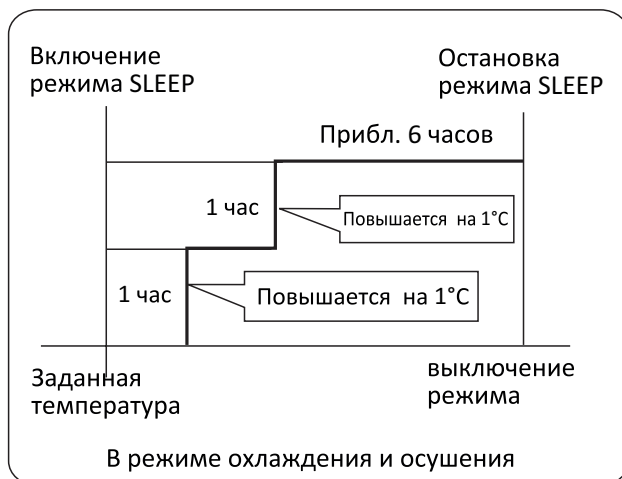 Включение
режима SLEEP
Остановка
режима SLEEP
Прибл. 6 часов
1 час
Повышается на 1°C
1 час
Повышается на 1°C
Заданная
температура
выключение
режима
В режиме охлаждения и осушения